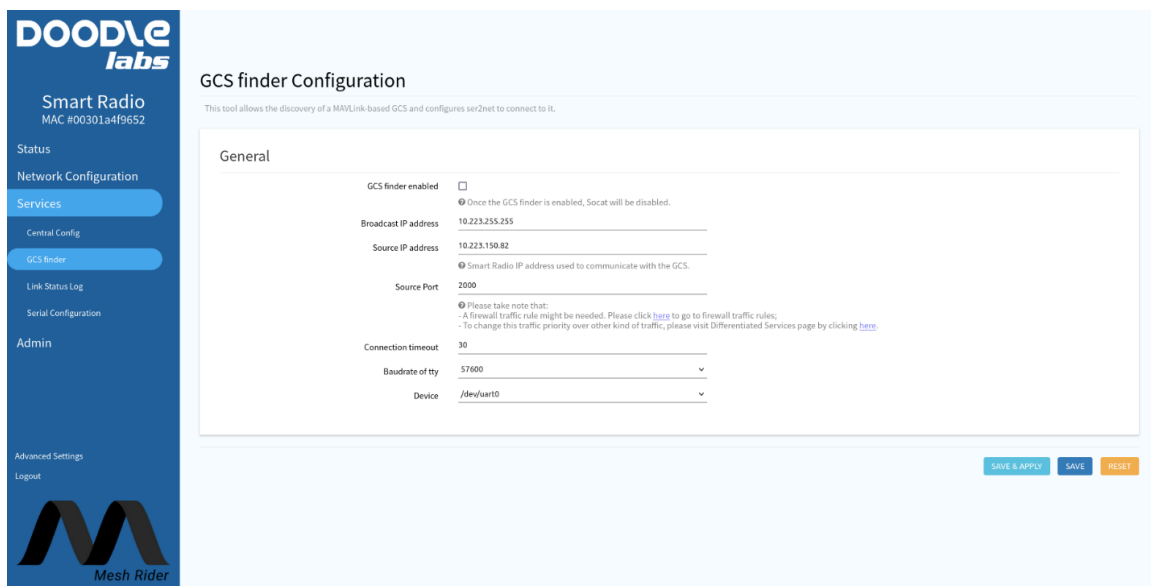 DOODLE
labs
Smart Radio
MAC #00301a4f9652
Status
Network Configuration
Services
Central Config
GCS finder
Link Status Log
Serial Configuration
Admin
Advanced Settings
Logout
Mesh Rider
GCS finder Configuration
This tool allows the discovery of a MAVLink-based GCS and configures ser2net to connect to it.
General
GCS finder enabled
Once the GCS finder is enabled, Socat will be disabled.
Broadcast IP address 10.223.255.255
Source IP address 10.223.150.82
Smart Radio IP address used to communicate with the GCS.
Source Port 2000
Please take note that:
- A firewall traffic rule might be needed. Please click here to go to firewall traffic rules;
- To change this traffic priority over other kind of traffic, please visit Differentiated Services page by clicking here.
Connection timeout 30
Baudrate of tty 57600
Device /dev/uart0
SAVE & APPLY SAVE RESET